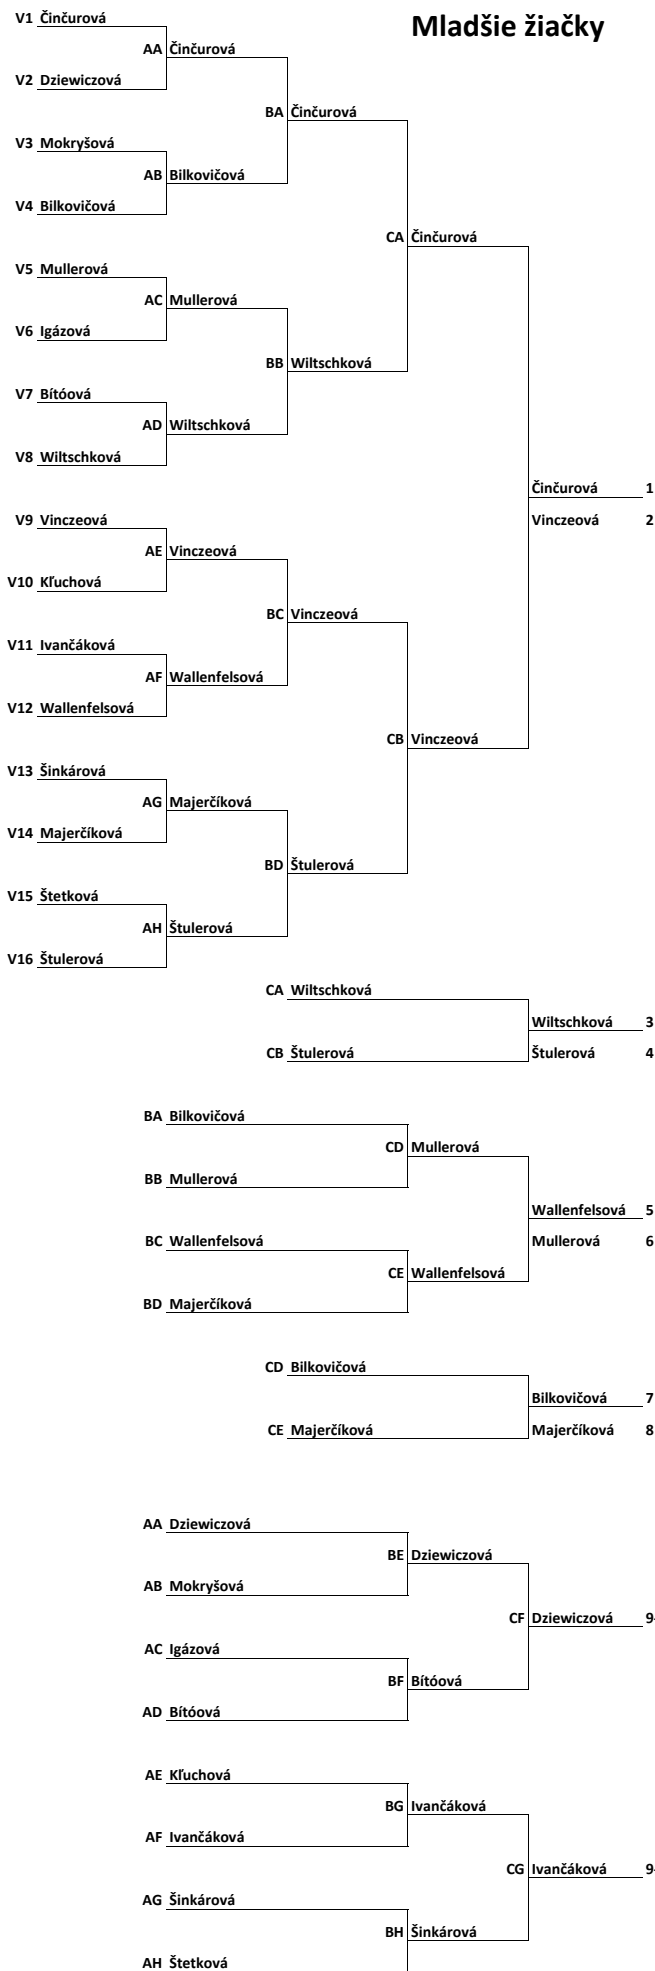 Mladšie žiačky
V1 Činčurová
AA Činčurová
V2 Dziewiczová
BA Činčurová
V3 Mokryšová
AB Bilkovičová
V4 Bilkovičová
CA Činčurová
V5 Mullerová
AC Mullerová
V6 Igázová
BB Wiltschková
V7 Bítóová
AD Wiltschková
V8 Wiltschková
Činčurová 1
V9 Vinczeová
Vinczeová 2
AE Vinczeová
V10 Kľuchová
BC Vinczeová
V11 Ivančáková
AF Wallenfelsová
V12 Wallenfelsová
CB Vinczeová
V13 Šinkárová
AG Majerčíková
V14 Majerčíková
BD Štulerová
V15 Štetková
AH Štulerová
V16 Štulerová
CA Wiltschková
Wiltschková 3
CB Štulerová
Štulerová 4
BA Bilkovičová
CD Mullerová
BB Mullerová
Wallenfelsová 5
BC Wallenfelsová
Mullerová 6
CE Wallenfelsová
BD Majerčíková
CD Bilkovičová
Bilkovičová 7
CE Majerčíková
Majerčíková 8
AA Dziewiczová
BE Dziewiczová
AB Mokryšová
CF Dziewiczová 9-
AC Igázová
BF Bítóová
AD Bítóová
AE Kľuchová
BG Ivančáková
AF Ivančáková
CG Ivančáková 9-
AG Šinkárová
BH Šinkárová
AH Štetková